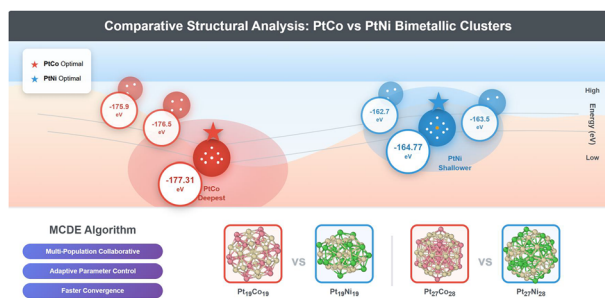 Comparative Structural Analysis: PtCo vs PtNi Bimetallic Clusters
PtCo Optimal
PtNi Optimal
-175.9
eV
-176.5
eV
-177.31
eV
PtCo
Deepest
-162.7
eV
-163.5
eV
-164.77
eV
PtNi
Shallower
High
Energy (eV)
Low
MCDE Algorithm
Multi-Population Collaborative
Adaptive Parameter Control
Faster Convergence
VS
VS
Pt₁₉Co₁₉
Pt₁₉Ni₁₉
Pt₂₇Co₂₈
Pt₂₇Ni₂₈